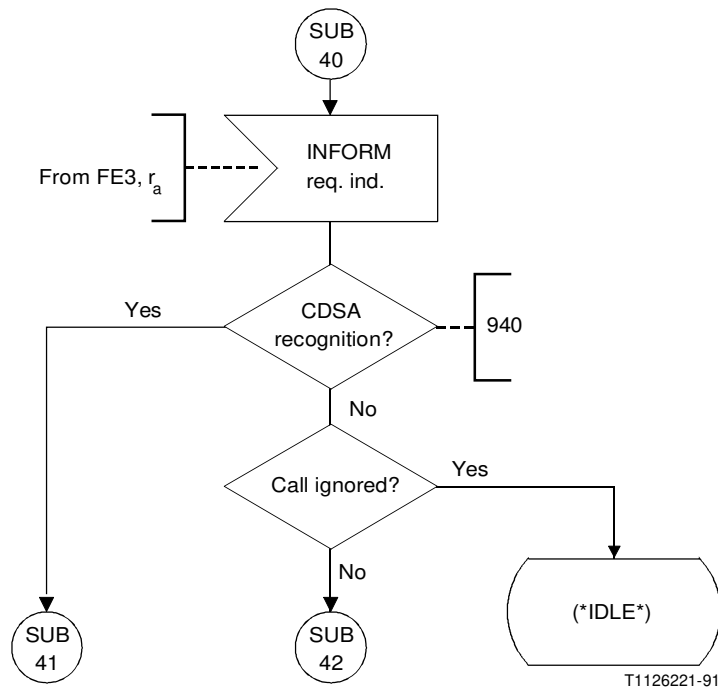 SUB
40
INFORM
req. ind.
From FE3, ra
Yes
CDSA
recognition?
940
No
Call ignored?
Yes
No
(*IDLE*)
SUB
41
SUB
42
T1126221-91